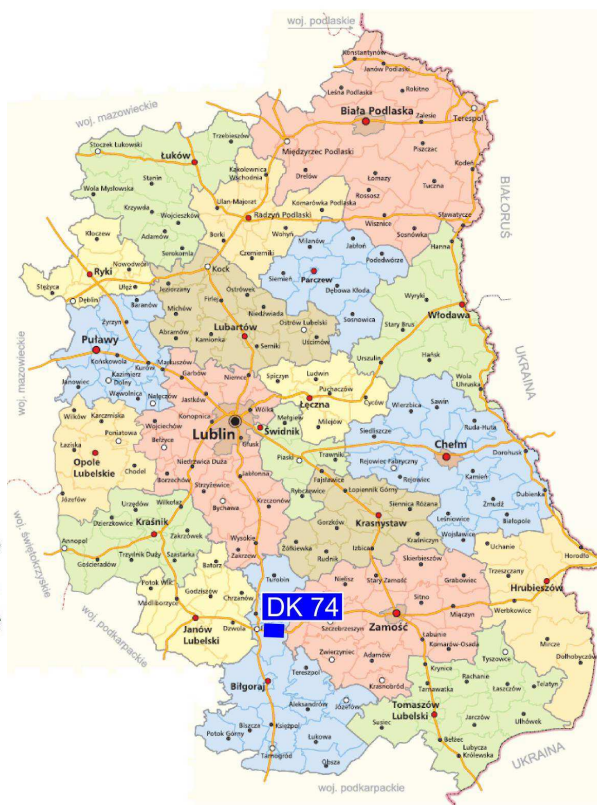 woj. podlaskie
Konstantynów
Janów Podlaski
Leśna Podlaska
Rokitno
woj. mazowieckie
Biała Podlaska
Zalesie
Terespol
Trzebieszów
Stoczek Łukowski
Międzyrzec Podlaski
Łuków
Piszczac
Kąkolewnica
Wschodnia
Drelów
Kodeń
Stanin
Łomazy
Tuczna
Wola Mysłowska
Rossosz
BIAŁORUŚ
Ulan-Majorat
Komarówka Podlaska
Krzywda
Wojcieszków
Radzyń Podlaski
Wisznice
Sławatycze
Adamów
Borki
Wohyń
Milanów
Jabłoń
Sosnówka
Kłoczew
Serokomla
Czemierniki
Podedwórze
Hanna
Nowodwór
Kock
Siemień
Parczew
Ryki
Ułęż
Jeziorzany
Ostrówek
Dębowa Kłoda
Stężyca
Dęblin
Baranów
Michów
Firlej
Niedźwiada
Wyryki
Włodawa
Żyrzyn
Abramów
Lubartów
Ostrów Lubelski
Sosnowica
Stary Brus
Puławy
Kamionka
Uścimów
Końskowola
Serniki
Urszulin
Hańsk
UKRAINA
Kurów
Markuszów
Garbów
Ludwin
Wola
Uhruska
woj. mazowieckie
Janowiec
Kazimierz
Dolny
Niemce
Spiczyn
Puchaczów
Wąwolnica
Nałęczów
Jastków
Łęczna
Cyców
Wierzbica
Sawin
Wilków
Karczmiska
Konopnica
Wólka
Mełgiew
Milejów
Ruda-Huta
Poniatowa
Wojciechów
Lublin
Świdnik
Siedliszcze
Łaziska
Bełżyce
Głusk
Trawniki
Chełm
Dorohusk
Opole
Lubelskie
Chodel
Niedrzwica Duża
Piaski
Rejowiec Fabryczny
Jabłonna
Fajsławice
Rejowiec
Kamień
Józefów
Borzechów
Strzyżewice
Rybczewice
Łopiennik Górny
Dubienka
Urzędów
Wilkołaz
Bychawa
Krzczonów
Siennica Różana
Żmudź
Leśniowice
Białopole
Dzierzkowice
Kraśnik
Krasnystaw
Annopol
Zakrzówek
Wysokie
Gorzków
Kraśniczyn
Wojsławice
woj. świętokrzyskie
Gościeradów
Trzydnik Duży
Szastarka
Zakrzew
Żółkiewka
Rudnik
Izbica
Uchanie
Horodło
Batorz
Skierbieszów
Trzeszczany
Potok Wlk.
Godziszów
Turobin
Nielisz
Stary Zamość
Grabowiec
Hrubieszów
Modliborzyce
Chrzanów
Sitno
DK 74
woj. podkarpackie
Janów
Lubelski
Dzwola
Szczebrzeszyn
Zamość
Miączyn
Werbkowice
Łabunie
Zwierzyniec
Adamów
Komarów-Osada
Tyszowce
Mircze
Tereszpol
Krynice
Dołhobyczów
Biłgoraj
Krasnobród
Tarnawatka
Rachanie
Telatyn
Aleksandrów
Józefów
Łaszczów
Tomaszów
Lubelski
Biszcza
Księżpol
Susiec
Jarczów
Ulhówek
Potok Górny
Łukowa
Bełżec
Tarnogród
Obsza
Lubycza
Królewska
UKRAINA
woj. podkarpackie